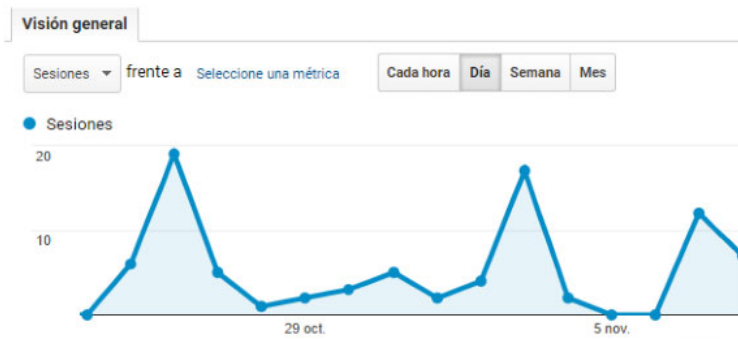 Visión general
Sesiones frente a Seleccione una métrica Cada hora Día Semana Mes
Sesiones
20
10
29 oct. 5 nov.